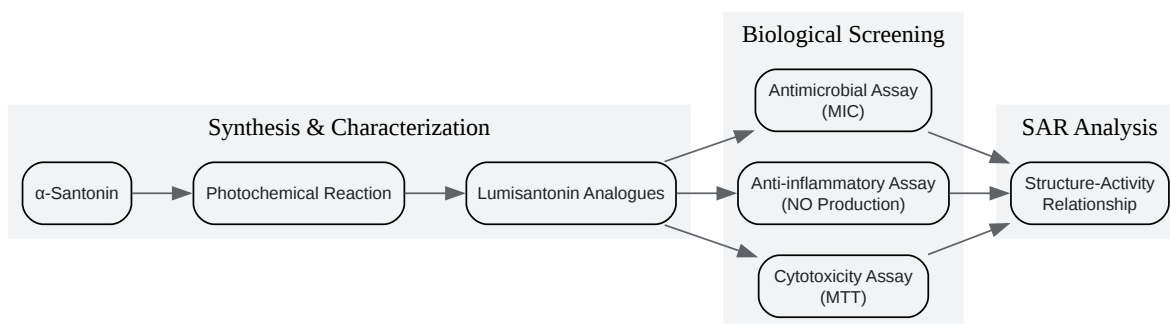 Synthesis & Characterization
α-Santonin
Photochemical Reaction
Lumisantonin Analogues
Biological Screening
Antimicrobial Assay
(MIC)
Anti-inflammatory Assay
(NO Production)
Cytotoxicity Assay
(MTT)
SAR Analysis
Structure-Activity
Relationship